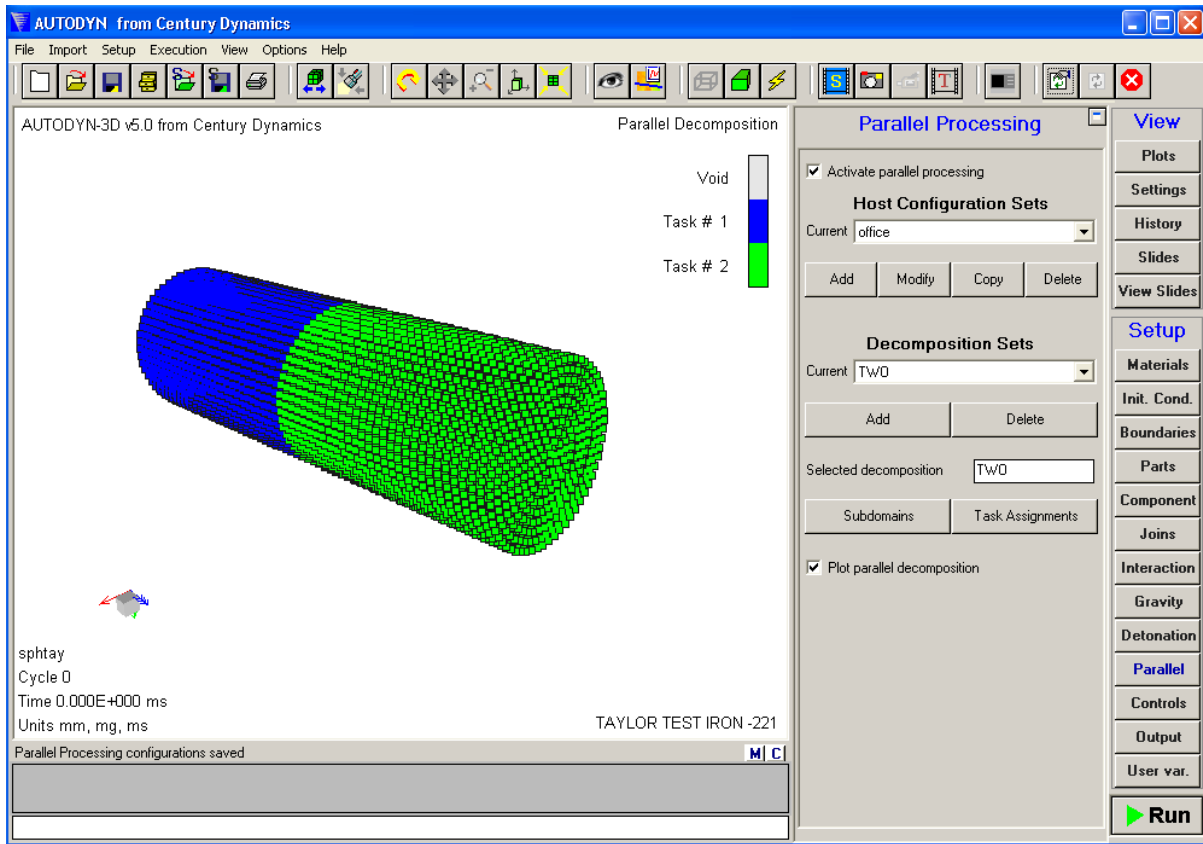 AUTODYN from Century Dynamics
File Import Setup Execution View Options Help
S T
AUTODYN-3D v5.0 from Century Dynamics
Parallel Decomposition
Void
Task # 1
Task # 2
sphtay
Cycle 0
Time 0.000E+000 ms
Units mm, mg, ms
TAYLOR TEST IRON -221
Parallel Processing configurations saved
M C
Parallel Processing
Activate parallel processing
Host Configuration Sets
Current office
Add Modify Copy Delete
Decomposition Sets
Current TWO
Add Delete
Selected decomposition TWO
Subdomains Task Assignments
Plot parallel decomposition
View
Plots
Settings
History
Slides
View Slides
Setup
Materials
Init. Cond.
Boundaries
Parts
Component
Joins
Interaction
Gravity
Detonation
Parallel
Controls
Output
User var.
Run